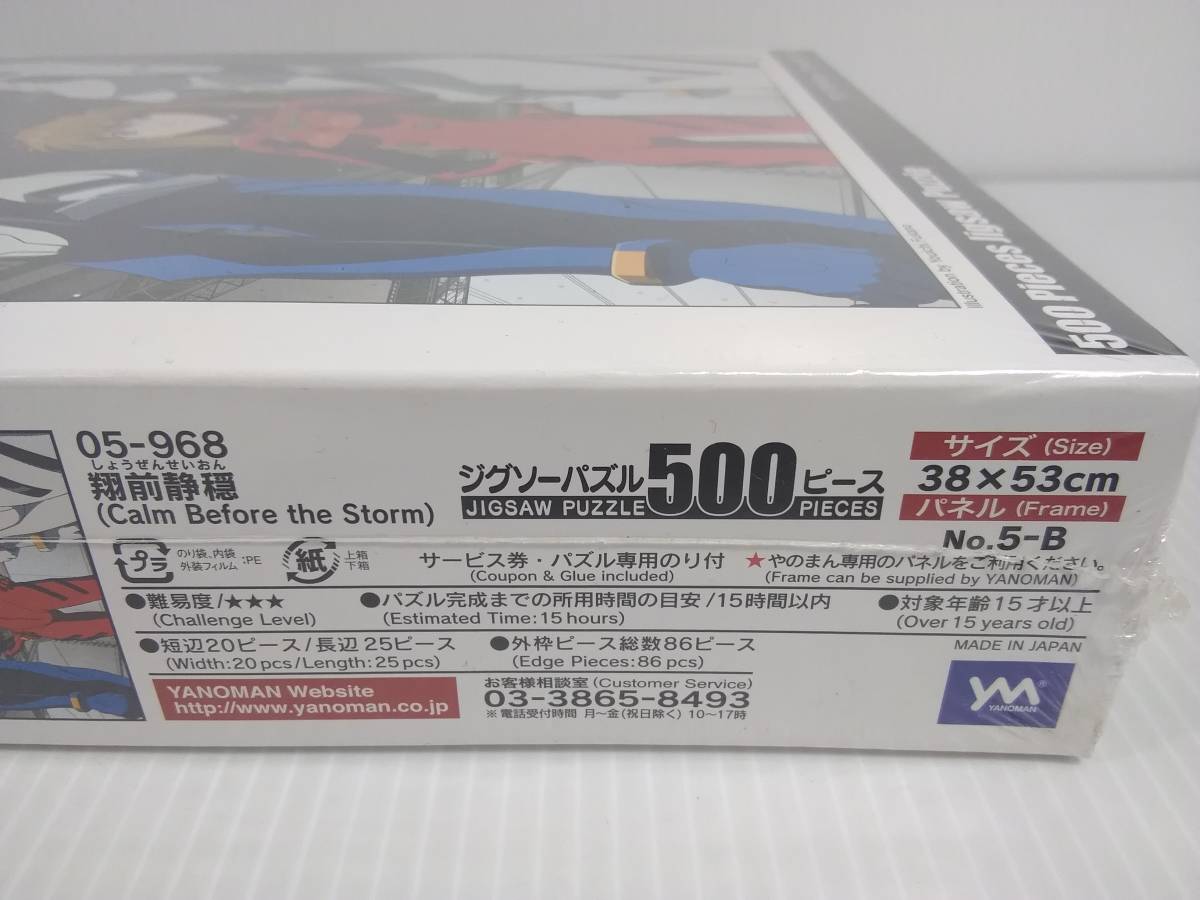 500 Pieces Jigsaw Puzzle
05-968
しょうぜんせいおん
翔前静穏
(Calm Before the Storm)
ジグソーパズル
JIGSAW PUZZLE
500
ピース
PIECES
サイズ (Size)
38×53cm
パネル (Frame)
No.5-B
プラ
のり袋、内袋
外装フィルム :PE
紙
上箱
下箱
サービス券・パズル専用のり付
(Coupon & Glue included)
★やのまん専用のパネルをご利用ください。
(Frame can be supplied by YANOMAN)
●難易度/★★★
(Challenge Level)
●パズル完成までの所用時間の目安/15時間以内
(Estimated Time:15hours)
●対象年齢15才以上
(Over 15 years old)
●短辺20ピース/長辺25ピース
(Width:20pcs/Length:25pcs)
●外枠ピース総数86ピース
(Edge Pieces:86pcs)
MADE IN JAPAN
YANOMAN Website
http://www.yanoman.co.jp
お客様相談室 (Customer Service)
03-3865-8493
※電話受付時間 月〜金(祝日除く) 10〜17時
YM®
YANOMAN